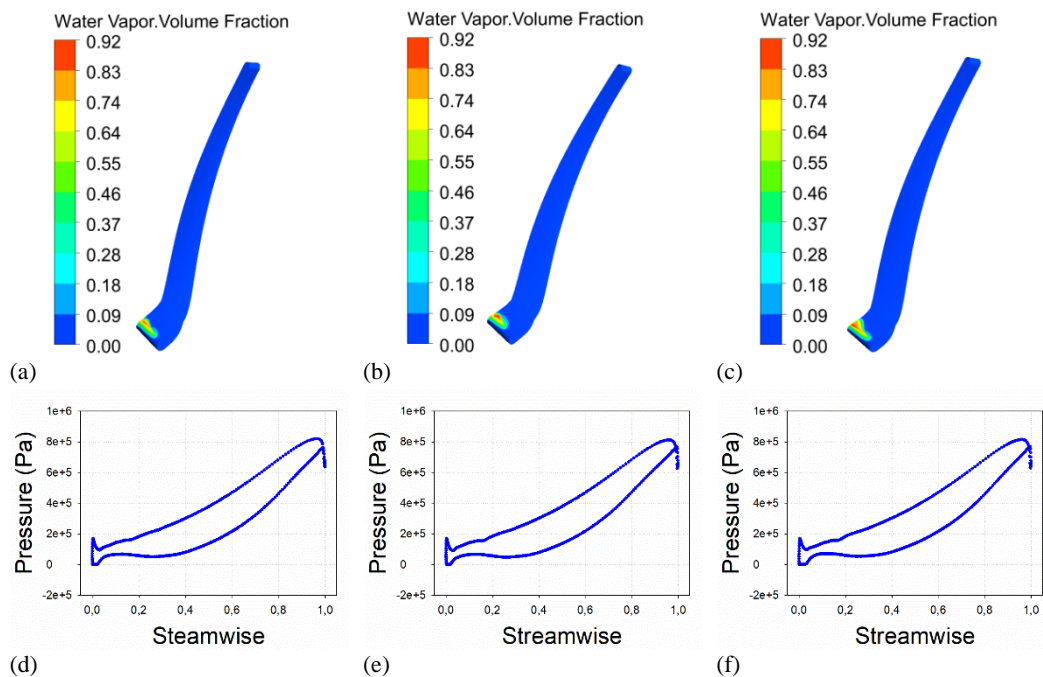 Water Vapor.Volume Fraction
0.92
0.83
0.74
0.64
0.55
0.46
0.37
0.28
0.18
0.09
0.00
(a)
Water Vapor.Volume Fraction
0.92
0.83
0.74
0.64
0.55
0.46
0.37
0.28
0.18
0.09
0.00
(b)
Water Vapor.Volume Fraction
0.92
0.83
0.74
0.64
0.55
0.46
0.37
0.28
0.18
0.09
0.00
(c)
Pressure (Pa)
1e+6
8e+5
6e+5
4e+5
2e+5
0
-2e+5
0,0 0,2 0,4 0,6 0,8 1,0
Steamwise
(d)
Pressure (Pa)
1e+6
8e+5
6e+5
4e+5
2e+5
0
-2e+5
0,0 0,2 0,4 0,6 0,8 1,0
Streamwise
(e)
Pressure (Pa)
1e+6
8e+5
6e+5
4e+5
2e+5
0
-2e+5
0,0 0,2 0,4 0,6 0,8 1,0
Streamwise
(f)